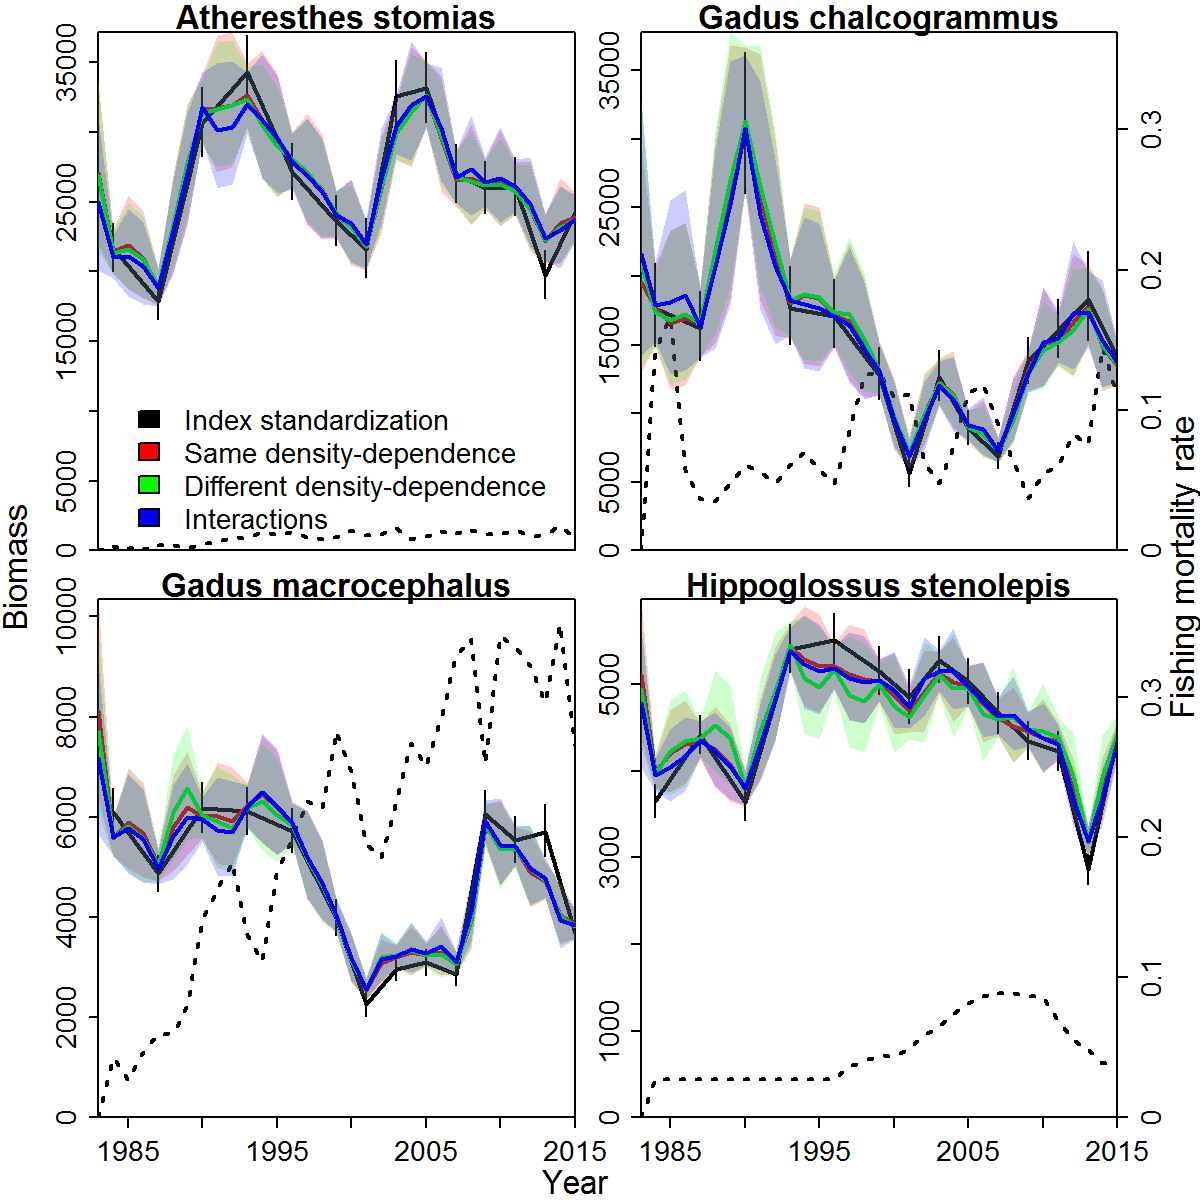 Atheresthes stomias
Gadus chalcogrammus
35000
25000
15000
5000
0
35000
25000
15000
5000
0
0.3
0.2
0.1
0
Index standardization
Same density-dependence
Different density-dependence
Interactions
Biomass
Fishing mortality rate
Gadus macrocephalus
Hippoglossus stenolepis
10000
8000
6000
4000
2000
0
5000
3000
1000
0
0.3
0.2
0.1
0
1985 1995 2005 2015
1985 1995 2005 2015
Year